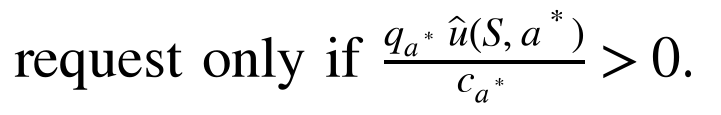 request only if $\frac{q_{a^*} \, \hat{u}(S, a^*)}{c_{a^*}} > 0.$